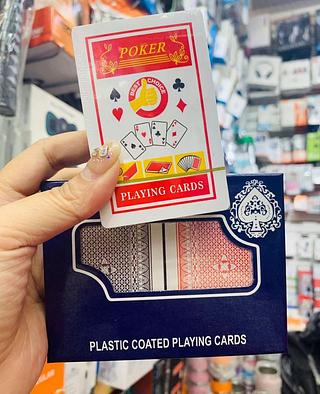 POKER
BEST CHOICE
PLAYING CARDS
PLASTIC COATED PLAYING CARDS